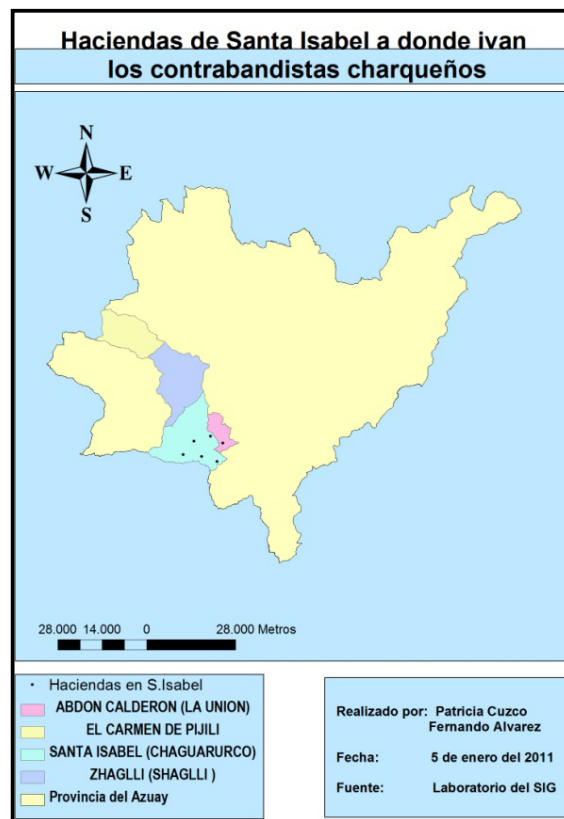 Haciendas de Santa Isabel a donde ivan
los contrabandistas charqueños
N
W E
S
28.000 14.000 0 28.000 Metros
Haciendas en S.Isabel
ABDON CALDERON (LA UNION)
EL CARMEN DE PIJILI
SANTA ISABEL (CHAGUARURCO)
ZHAGLLI (SHAGLLI )
Provincia del Azuay
Realizado por: Patricia Cuzco
Fernando Alvarez
Fecha: 5 de enero del 2011
Fuente: Laboratorio del SIG